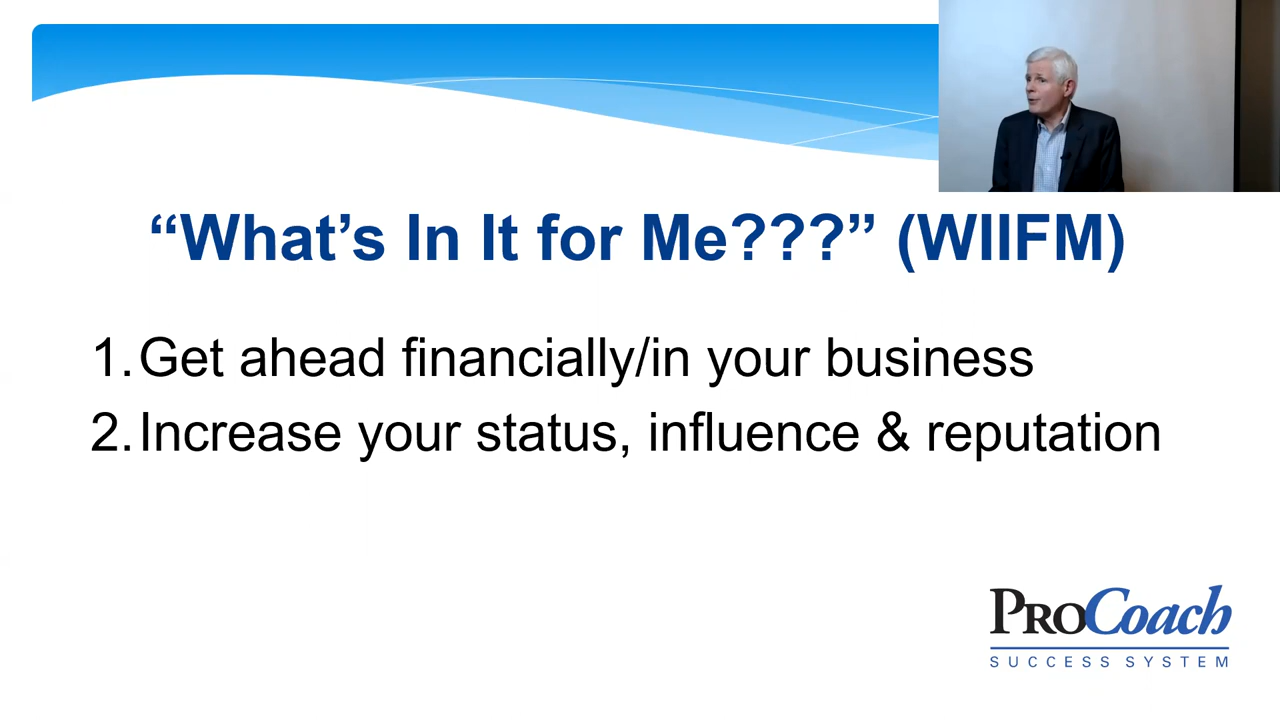 “What’s In It for Me???” (WIIFM)
1. Get ahead financially/in your business
2. Increase your status, influence & reputation
PROCoach
SUCCESS SYSTEM